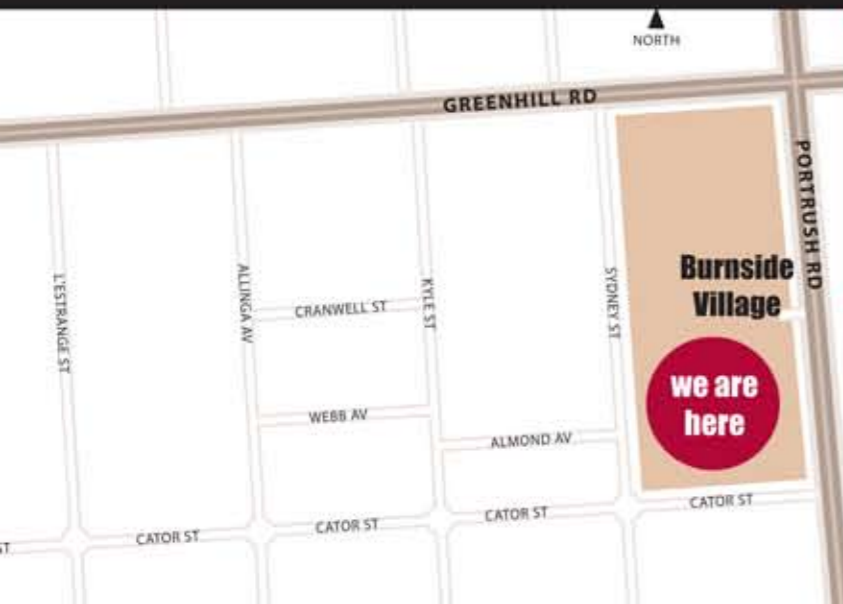 NORTH
GREENHILL RD
PORTRUSH RD
L'ESTRANGE ST
ALLINGA AV
KYLE ST
SYDNEY ST
Burnside
Village
CRANWELL ST
we are
here
WEBB AV
ALMOND AV
CATOR ST
CATOR ST
CATOR ST
CATOR ST
ST